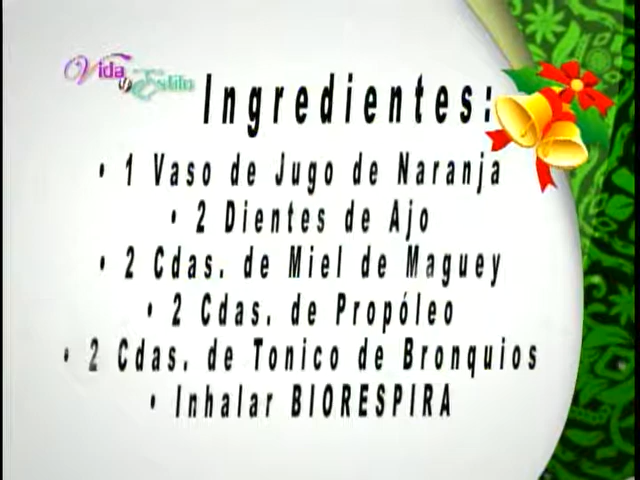 Vida y Estilo
Ingredientes:
• 1 Vaso de Jugo de Naranja
• 2 Dientes de Ajo
• 2 Cdas. de Miel de Maguey
• 2 Cdas. de Propóleo
• 2 Cdas. de Tonico de Bronquios
• Inhalar BIORESPIRA